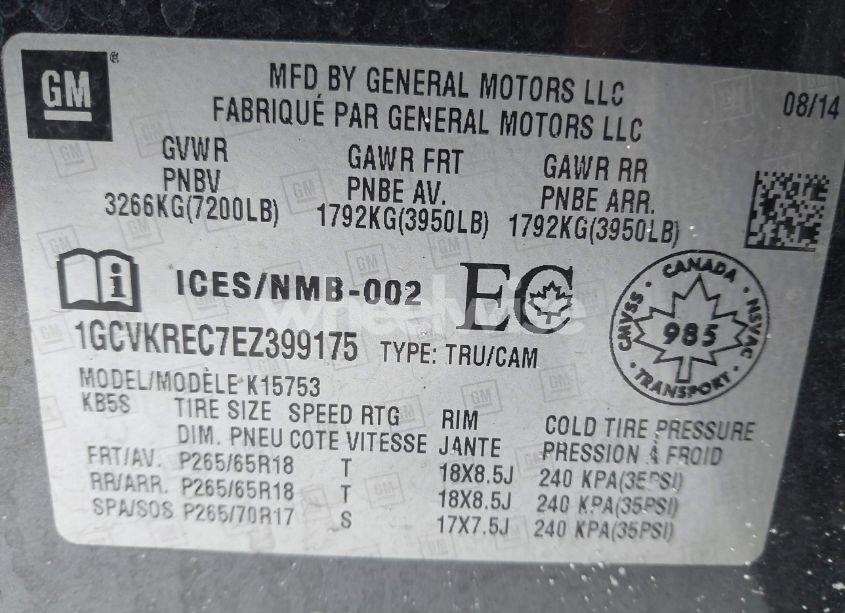 GM
MFD BY GENERAL MOTORS LLC
FABRIQUÉ PAR GENERAL MOTORS LLC
08/14
GVWR GAWR FRT GAWR RR
PNBV PNBE AV. PNBE ARR.
3266KG(7200LB) 1792KG(3950LB) 1792KG(3950LB)
ICES/NMB-002 EC
CANADA
CMVSS · NSVAC
985
TRANSPORT
1GCVKREC7EZ399175 TYPE: TRU/CAM
MODEL/MODÈLE K15753
KB5S TIRE SIZE SPEED RTG RIM COLD TIRE PRESSURE
DIM. PNEU COTE VITESSE JANTE PRESSION À FROID
FRT/AV. P265/65R18 T 18X8.5J 240 KPA(35PSI)
RR/ARR. P265/65R18 T 18X8.5J 240 KPA(35PSI)
SPA/SOS P265/70R17 S 17X7.5J 240 KPA(35PSI)